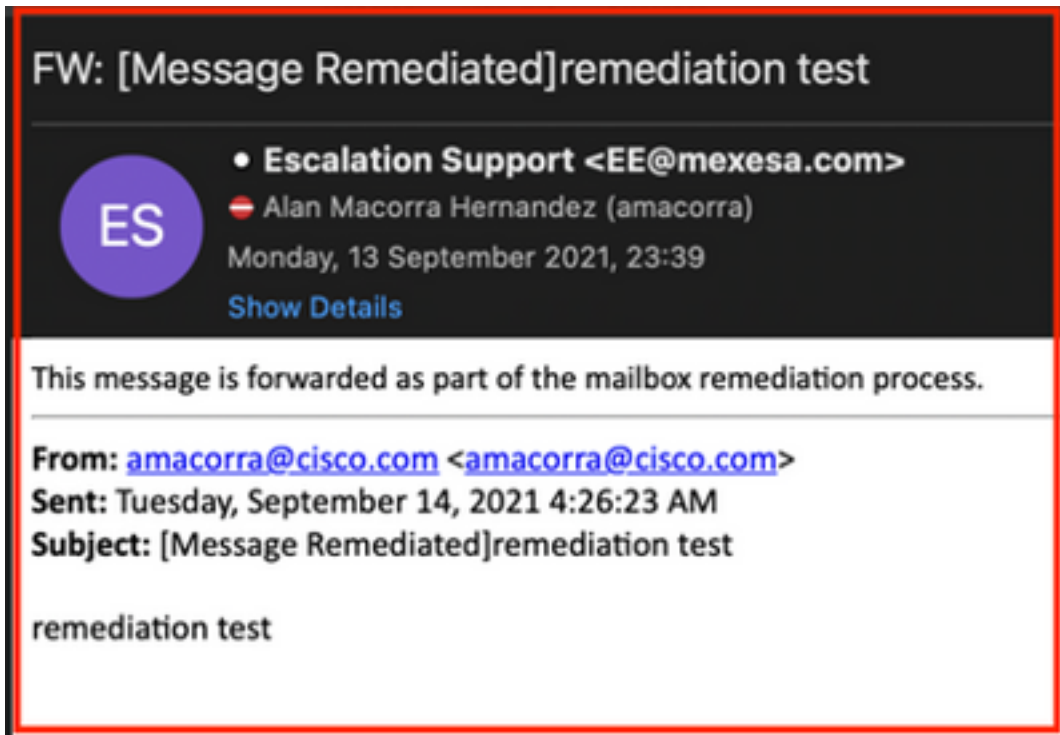 FW: [Message Remediated]remediation test
ES
• Escalation Support <EE@mexesa.com>
Alan Macorra Hernandez (amacorra)
Monday, 13 September 2021, 23:39
Show Details
This message is forwarded as part of the mailbox remediation process.
From: amacorra@cisco.com <amacorra@cisco.com>
Sent: Tuesday, September 14, 2021 4:26:23 AM
Subject: [Message Remediated]remediation test
remediation test